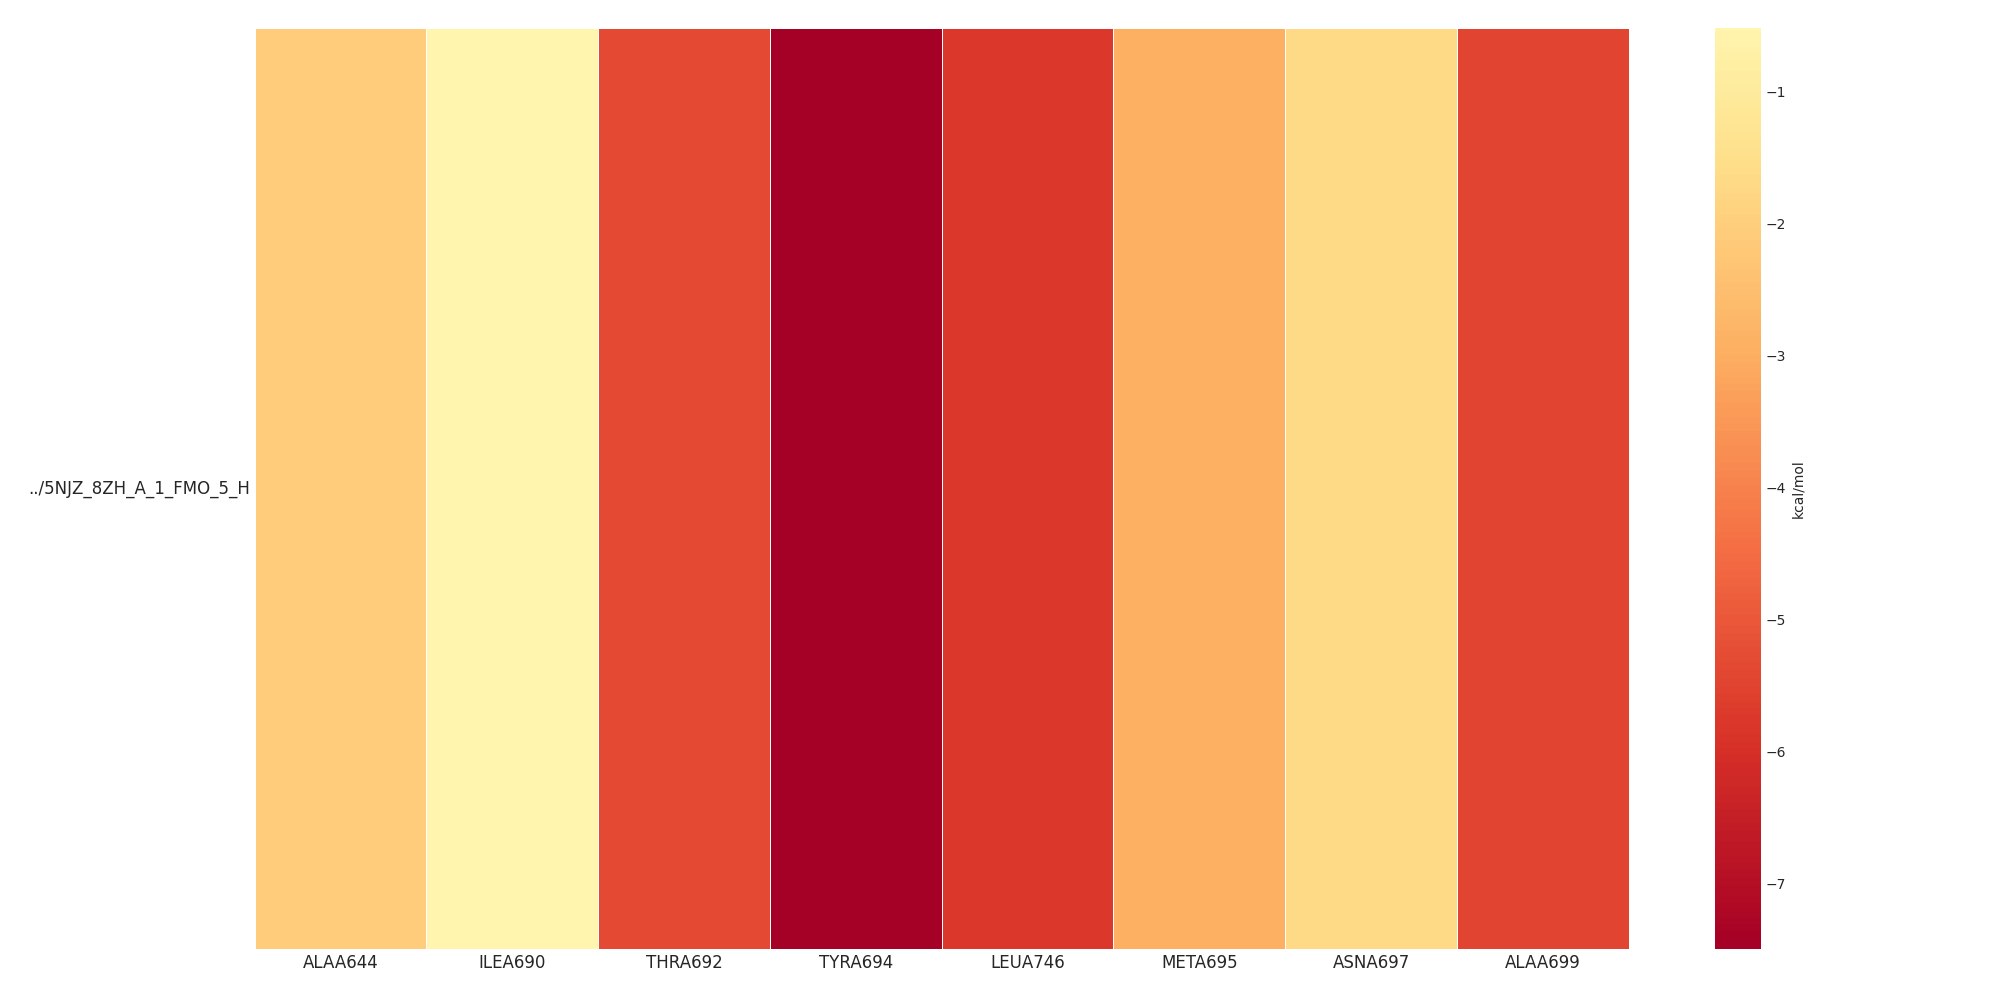 ../5NJZ_8ZH_A_1_FMO_5_H
ALAA644 ILEA690 THRA692 TYRA694 LEUA746 META695 ASNA697 ALAA699
−1
−2
−3
−4
−5
−6
−7
kcal/mol